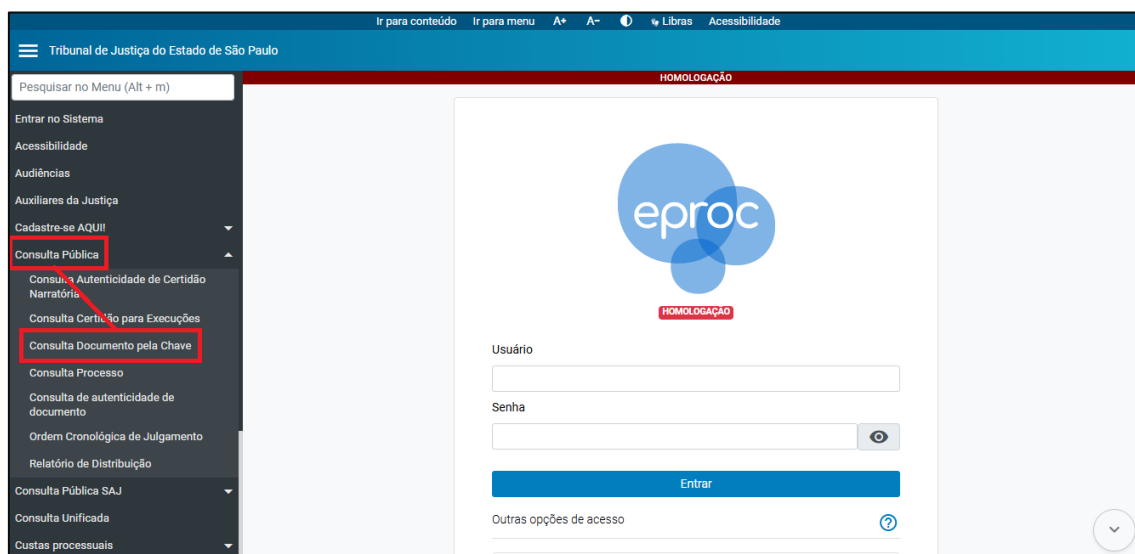 Ir para conteúdo Ir para menu A+ A- Libras Acessibilidade
Tribunal de Justiça do Estado de São Paulo
HOMOLOGAÇÃO
Pesquisar no Menu (Alt + m)
Entrar no Sistema
Acessibilidade
Audiências
Auxiliares da Justiça
Cadastre-se AQUI!
Consulta Pública
Consulta Autenticidade de Certidão
Narratória
Consulta Certidão para Execuções
Consulta Documento pela Chave
Consulta Processo
Consulta de autenticidade de
documento
Ordem Cronológica de Julgamento
Relatório de Distribuição
Consulta Pública SAJ
Consulta Unificada
Custas processuais
eproc
HOMOLOGAÇÃO
Usuário
Senha
Entrar
Outras opções de acesso
?